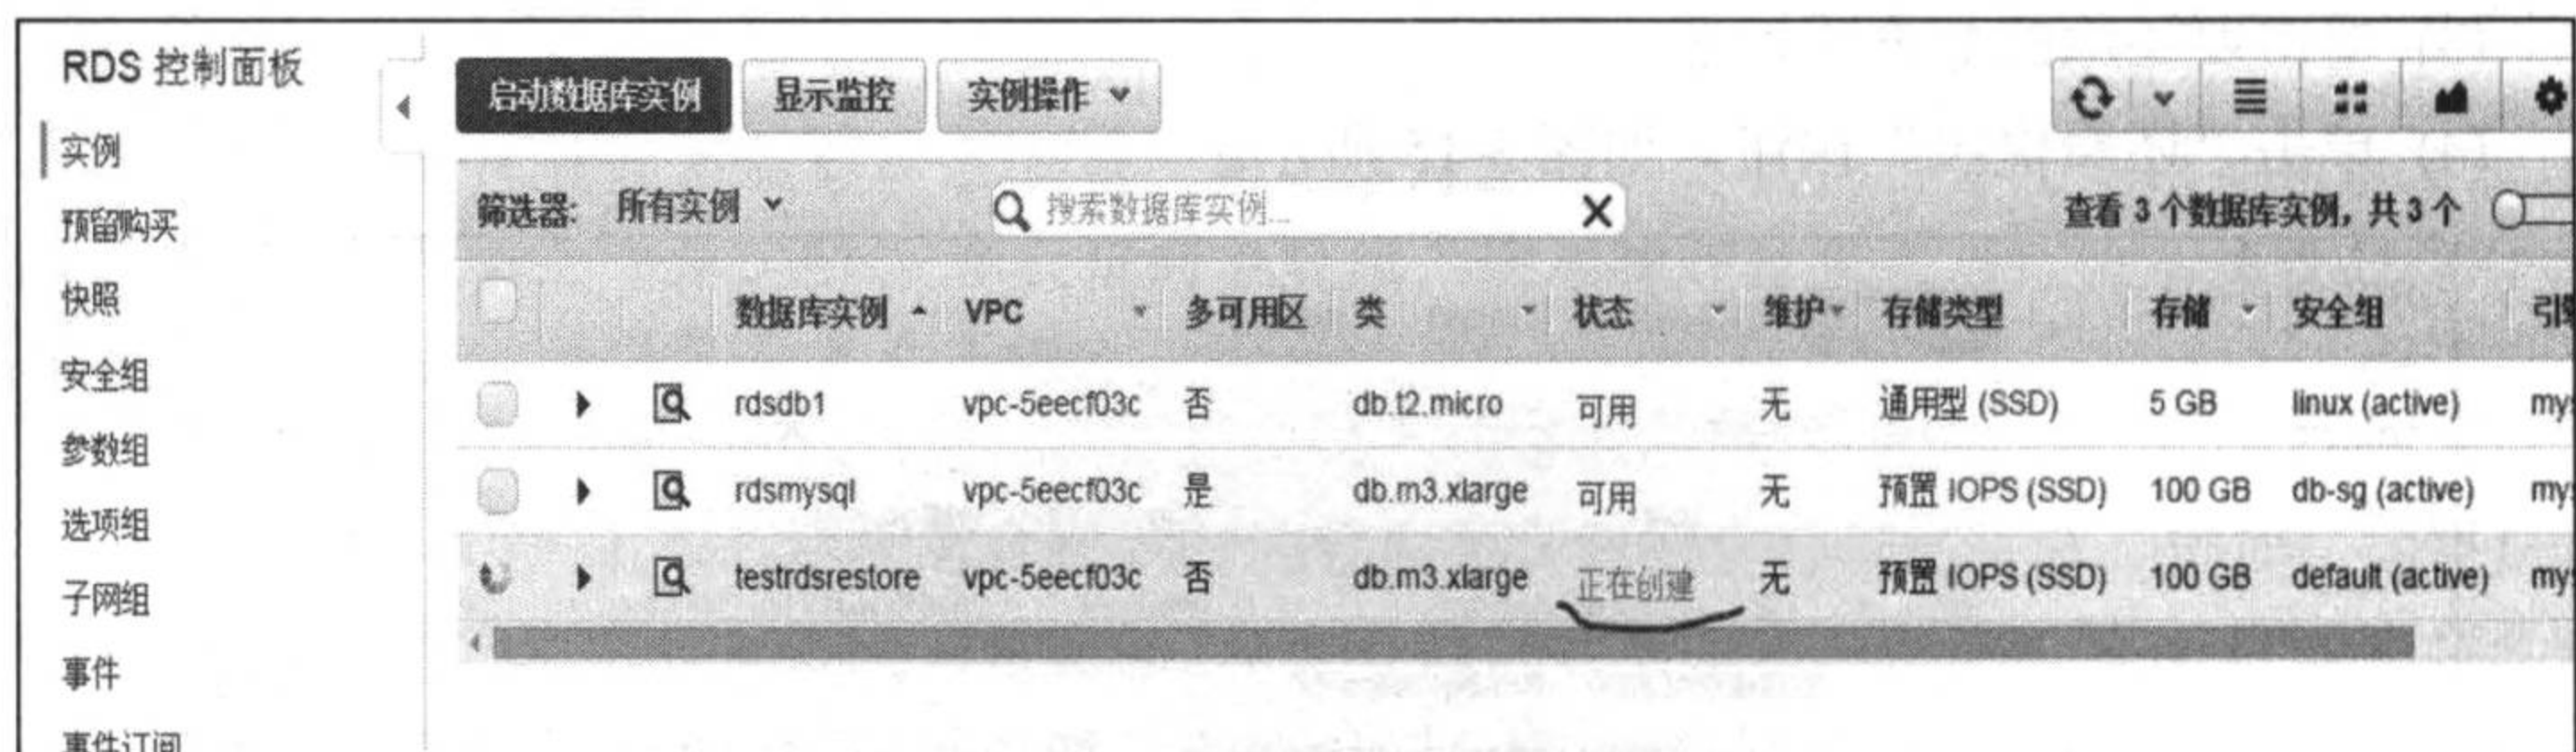 RDS 控制面板
实例
预留购买
快照
安全组
参数组
选项组
子网组
事件
事件订阅
启动数据库实例 显示监控 实例操作
筛选器: 所有实例 搜索数据库实例... 查看 3 个数据库实例，共 3 个
数据库实例 VPC 多可用区 类 状态 维护 存储类型 存储 安全组
rdsdb1 vpc-5eecf03c 否 db.t2.micro 可用 无 通用型 (SSD) 5 GB linux (active) my
rdsmysql vpc-5eecf03c 是 db.m3.xlarge 可用 无 预置 IOPS (SSD) 100 GB db-sg (active) my
testrdsrestore vpc-5eecf03c 否 db.m3.xlarge 正在创建 无 预置 IOPS (SSD) 100 GB default (active) my